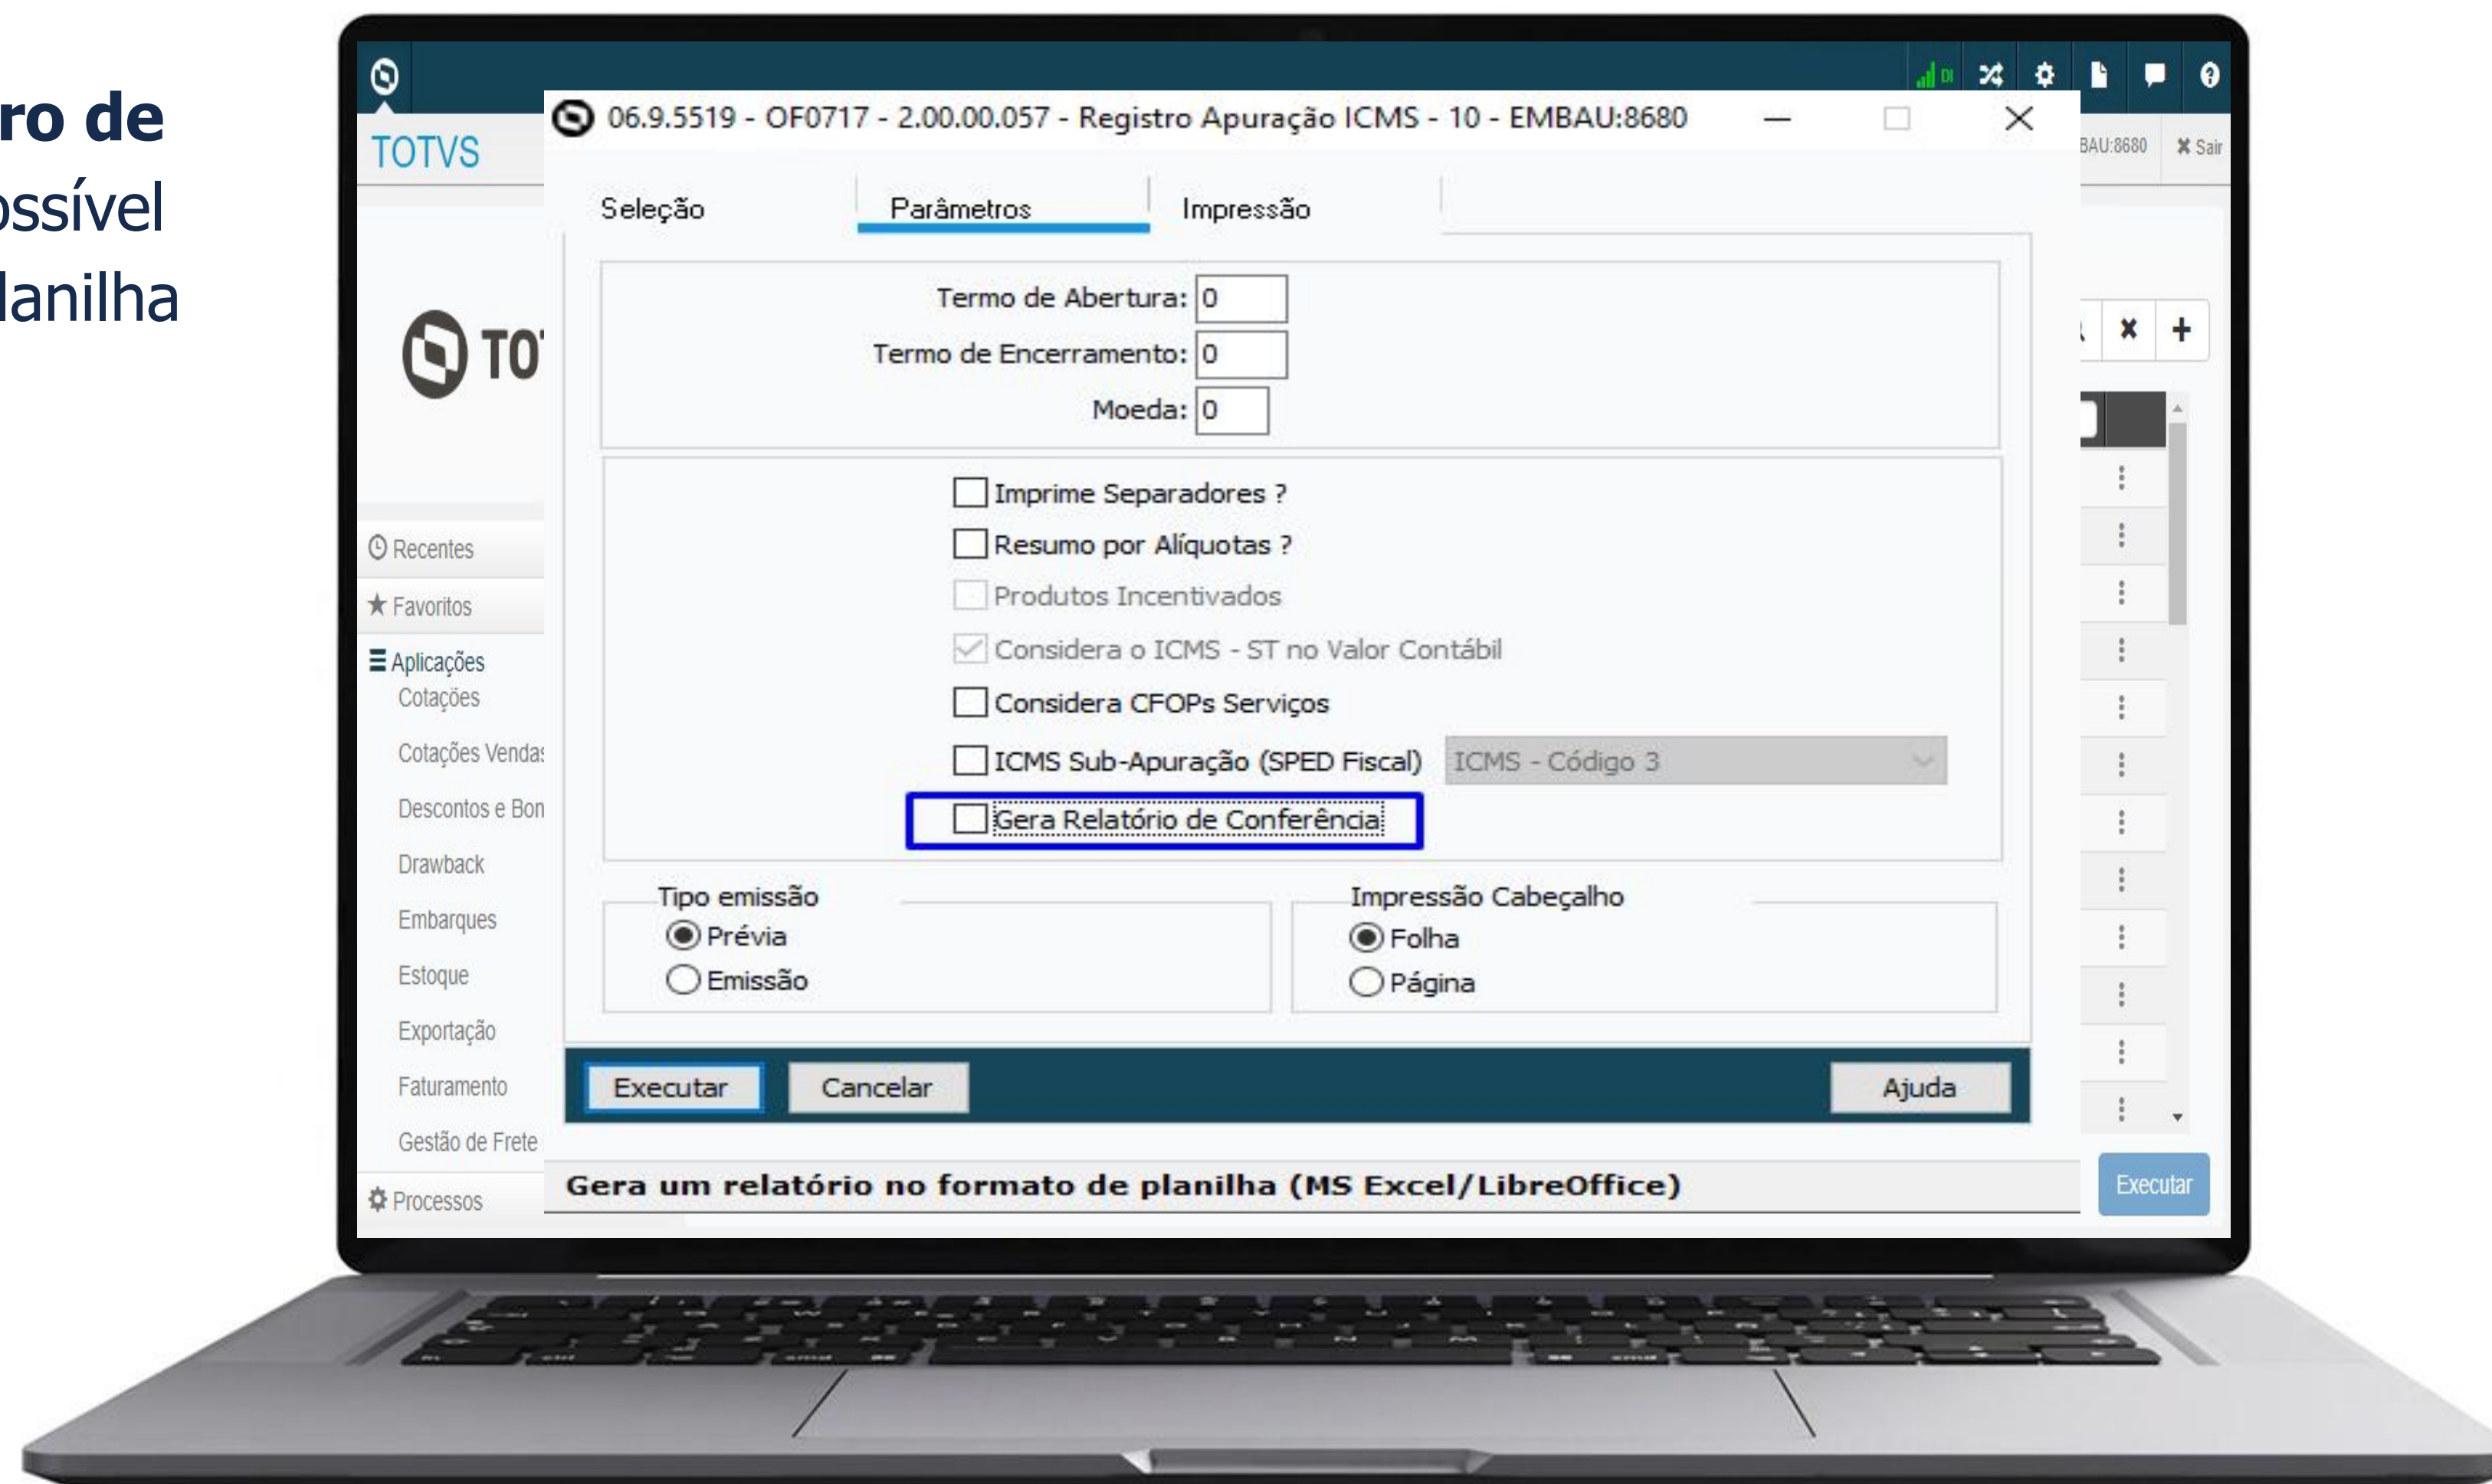 ro de
ossível
lanilha
DI
06.9.5519 - OF0717 - 2.00.00.057 - Registro Apuração ICMS - 10 - EMBAU:8680
TOTVS
BAU:8680
Sair
Seleção
Parâmetros
Impressão
Termo de Abertura: 0
Termo de Encerramento: 0
Moeda: 0
TOT
Imprime Separadores ?
Resumo por Alíquotas ?
Produtos Incentivados
Considera o ICMS - ST no Valor Contábil
Considera CFOPs Serviços
ICMS Sub-Apuração (SPED Fiscal) ICMS - Código 3
Gera Relatório de Conferência
Recentes
Favoritos
Aplicações
Cotações
Cotações Vendas
Descontos e Bon
Drawback
Embarques
Estoque
Exportação
Faturamento
Gestão de Frete
Processos
Tipo emissão
Prévia
Emissão
Impressão Cabeçalho
Folha
Página
Executar
Cancelar
Ajuda
Gera um relatório no formato de planilha (MS Excel/LibreOffice)
Executar